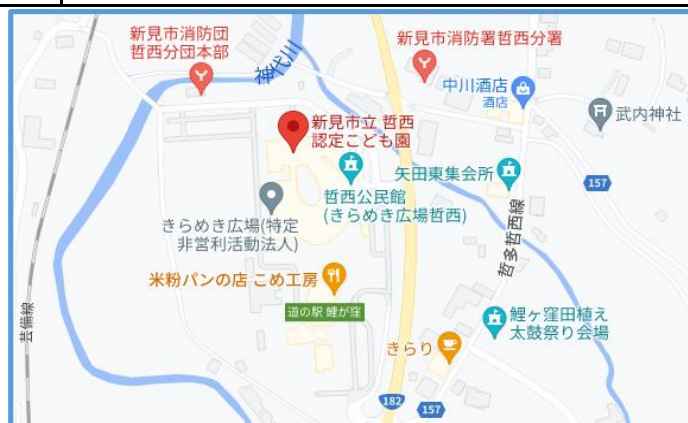 新見市消防団
哲西分団本部
神代川
新見市消防署哲西分署
中川酒店
酒店
武内神社
新見市立 哲西
認定こども園
矢田東集会所
157
哲西公民館
(きらめき広場哲西)
きらめき広場(特定
非営利活動法人)
哲多哲西線
米粉パンの店 こめ工房
道の駅 鯉が窪
鯉ヶ窪田植え
太鼓祭り会場
芸備線
きらり
182
157